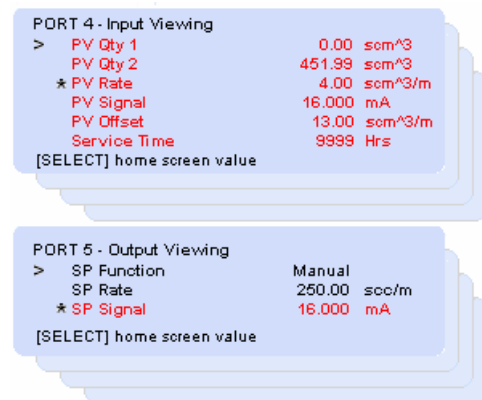 PORT 4 - Input Viewing
> PV Qty 1 0.00 scm^3
PV Qty 2 451.99 scm^3
* PV Rate 4.00 scm^3/m
PV Signal 16.000 mA
PV Offset 13.00 scm^3/m
Service Time 9999 Hrs
[SELECT] home screen value
PORT 5 - Output Viewing
> SP Function Manual
SP Rate 250.00 scc/m
* SP Signal 16.000 mA
[SELECT] home screen value